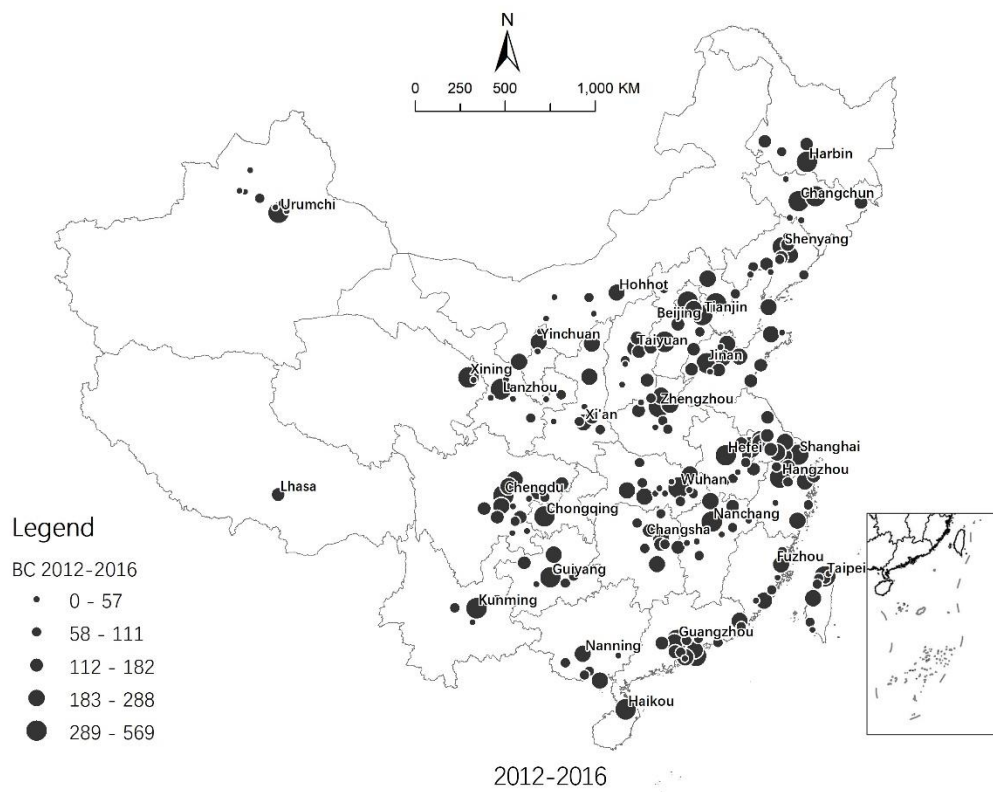 N
0 250 500 1,000 KM
Harbin
Changchun
Urumchi
Shenyang
Hohhot
Tianjin
Beijing
Yinchuan
Taiyuan
Jinan
Xining
Lanzhou
Zhengzhou
Xi'an
Hefei
Shanghai
Hangzhou
Wuhan
Lhasa
Chengdu
Chongqing
Nanchang
Changsha
Fuzhou
Taipei
Guiyang
Kunming
Guangzhou
Nanning
Haikou
Legend
BC 2012-2016
0 - 57
58 - 111
112 - 182
183 - 288
289 - 569
2012-2016